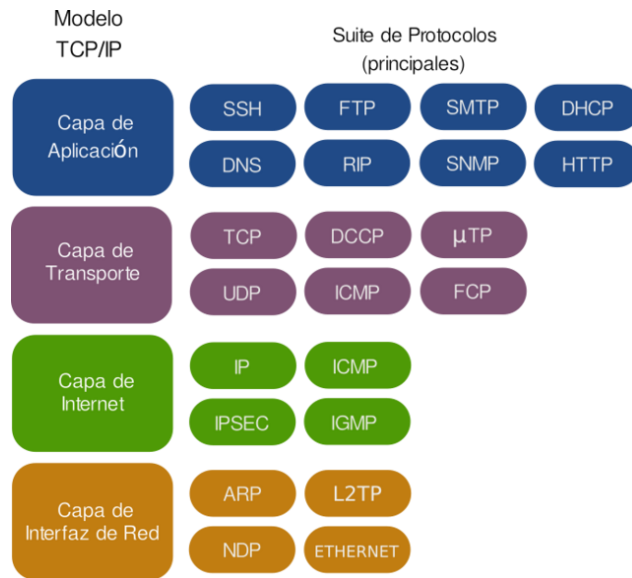 Modelo
TCP/IP
Suite de Protocolos
(principales)
Capa de
Aplicación
SSH
FTP
SMTP
DHCP
DNS
RIP
SNMP
HTTP
Capa de
Transporte
TCP
DCCP
µTP
UDP
ICMP
FCP
Capa de
Internet
IP
ICMP
IPSEC
IGMP
Capa de
Interfaz de Red
ARP
L2TP
NDP
ETHERNET